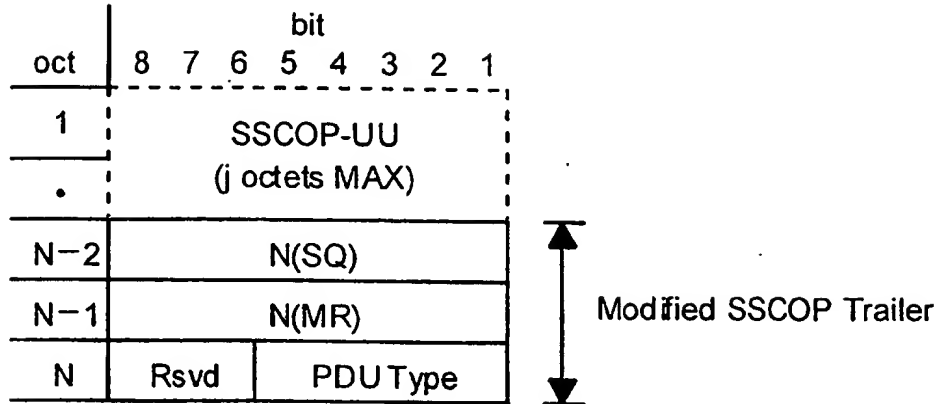 bit
oct 8 7 6 5 4 3 2 1
1 SSCOP-UU
(j octets MAX)
•
N-2 N(SQ)
N-1 N(MR) Modified SSCOP Trailer
N Rsvd PDU Type